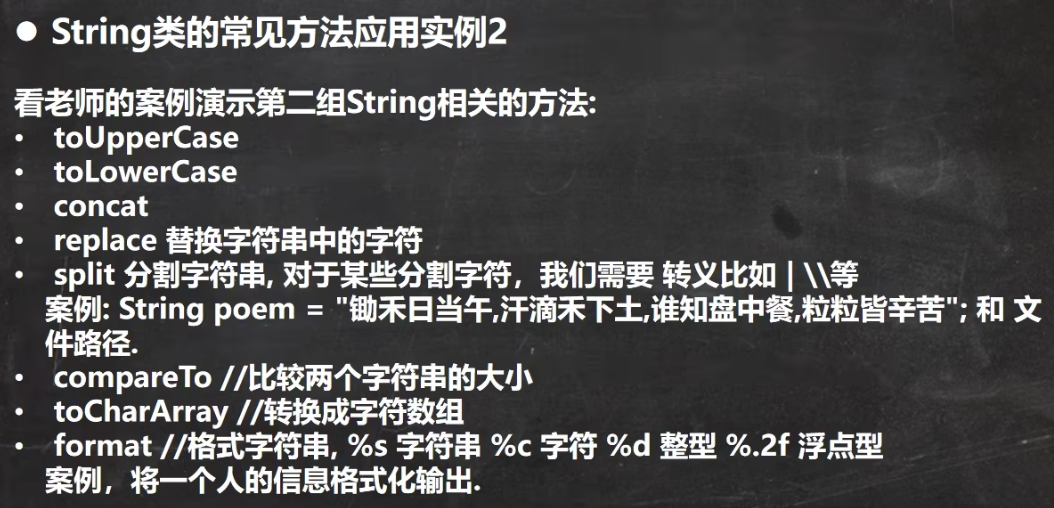 ● String类的常见方法应用实例2
看老师的案例演示第二组String相关的方法:
• toUpperCase
• toLowerCase
• concat
• replace 替换字符串中的字符
• split 分割字符串, 对于某些分割字符，我们需要 转义比如 | \\等
案例: String poem = "锄禾日当午,汗滴禾下土,谁知盘中餐,粒粒皆辛苦"; 和 文
件路径.
• compareTo //比较两个字符串的大小
• toCharArray //转换成字符数组
• format //格式字符串, %s 字符串 %c 字符 %d 整型 %.2f 浮点型
案例，将一个人的信息格式化输出.